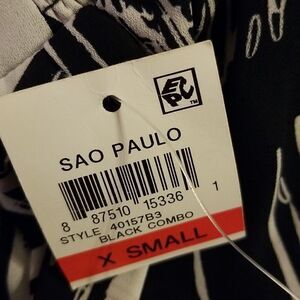 SAO PAULO
8 87510 15336 1
STYLE 40157B3
BLACK COMBO
X SMALL